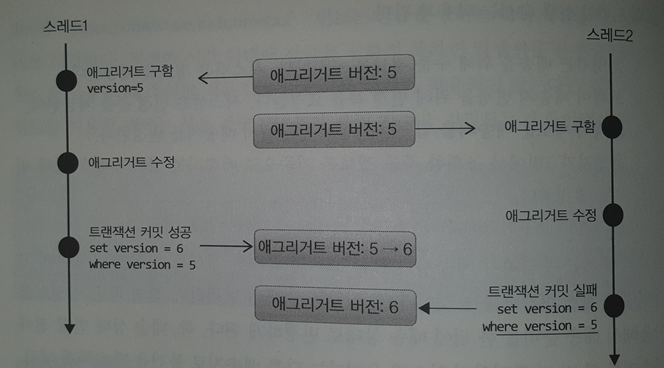 스레드1
스레드2
애그리거트 구함
version=5
애그리거트 버전: 5
애그리거트 버전: 5
애그리거트 구함
애그리거트 수정
애그리거트 수정
트랜잭션 커밋 성공
set version = 6
where version = 5
애그리거트 버전: 5 → 6
애그리거트 버전: 6
트랜잭션 커밋 실패
set version = 6
where version = 5